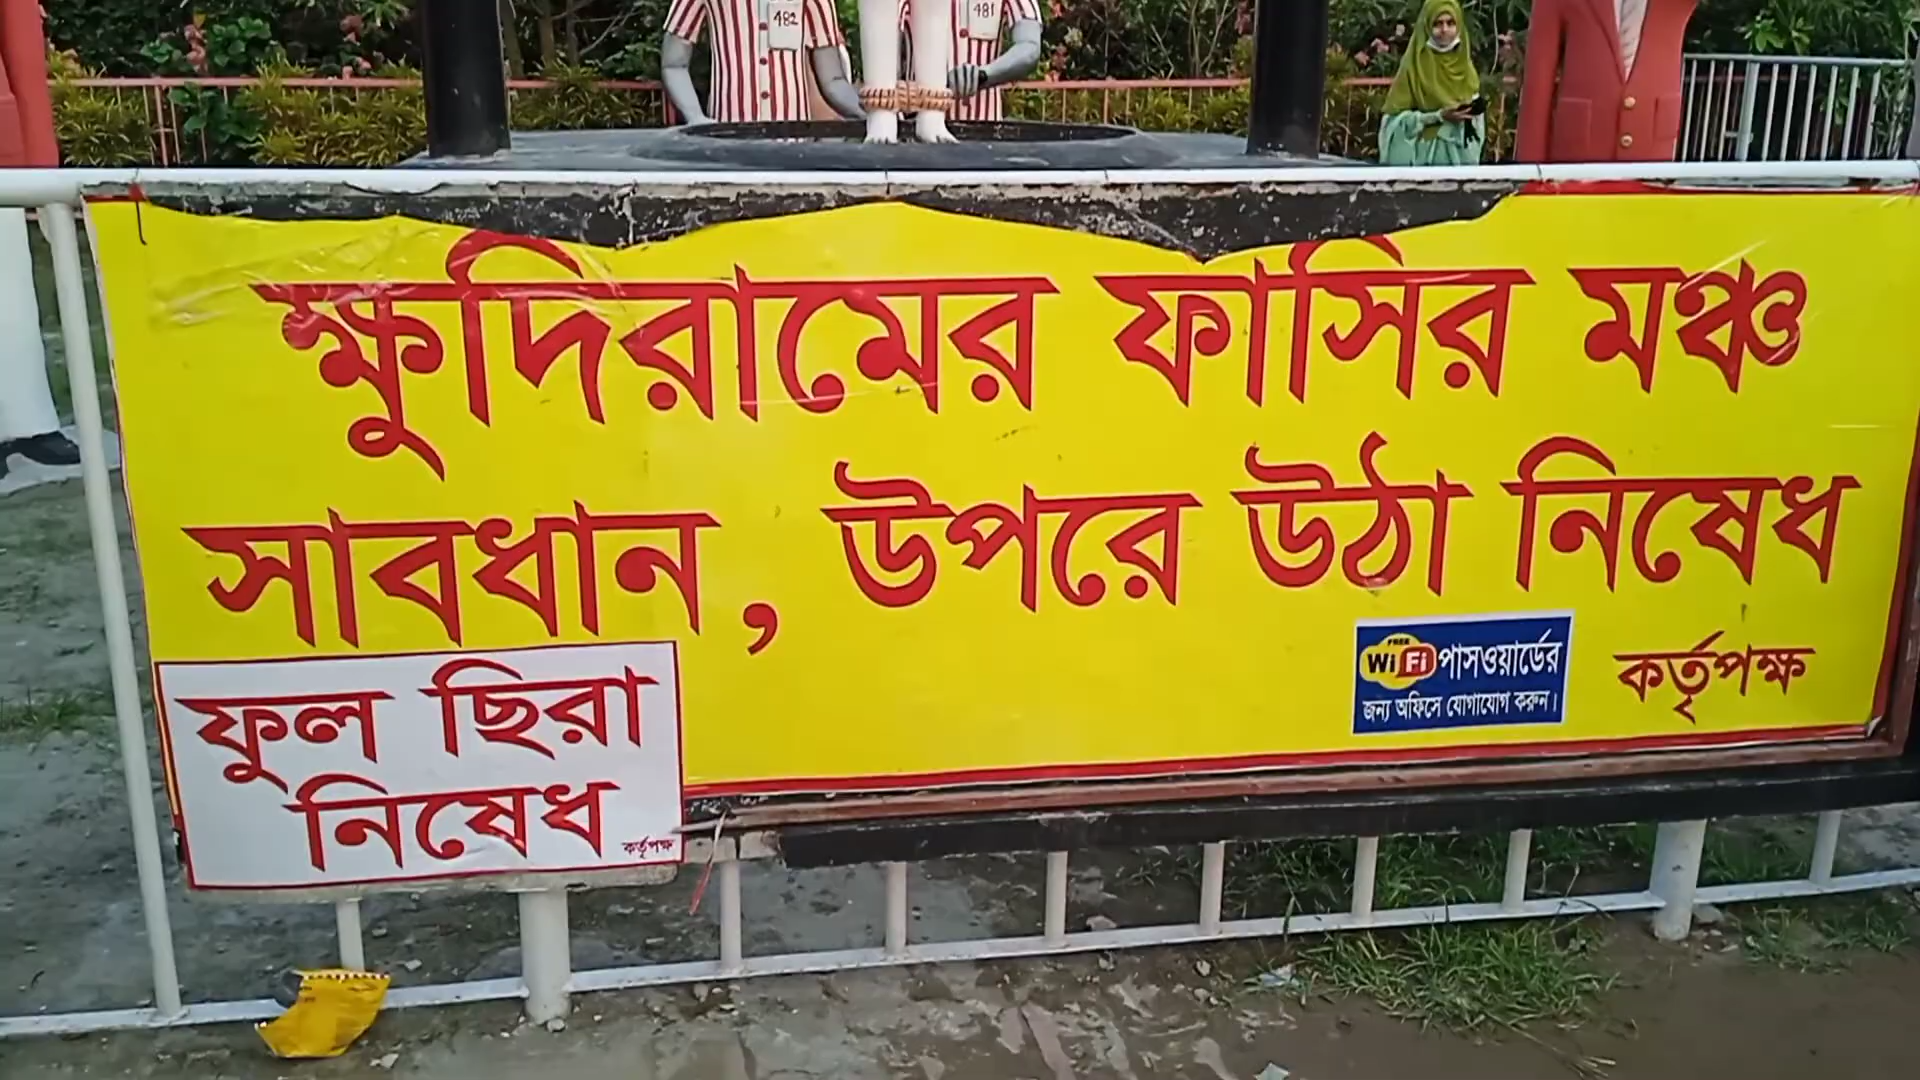 482
481
ক্ষুদিরামের ফাসির মঞ্চ
সাবধান, উপরে উঠা নিষেধ
FREE
WiFi পাসওয়ার্ডের
জন্য অফিসে যোগাযোগ করুন।
কর্তৃপক্ষ
ফুল ছিরা
নিষেধ
কর্তৃপক্ষ